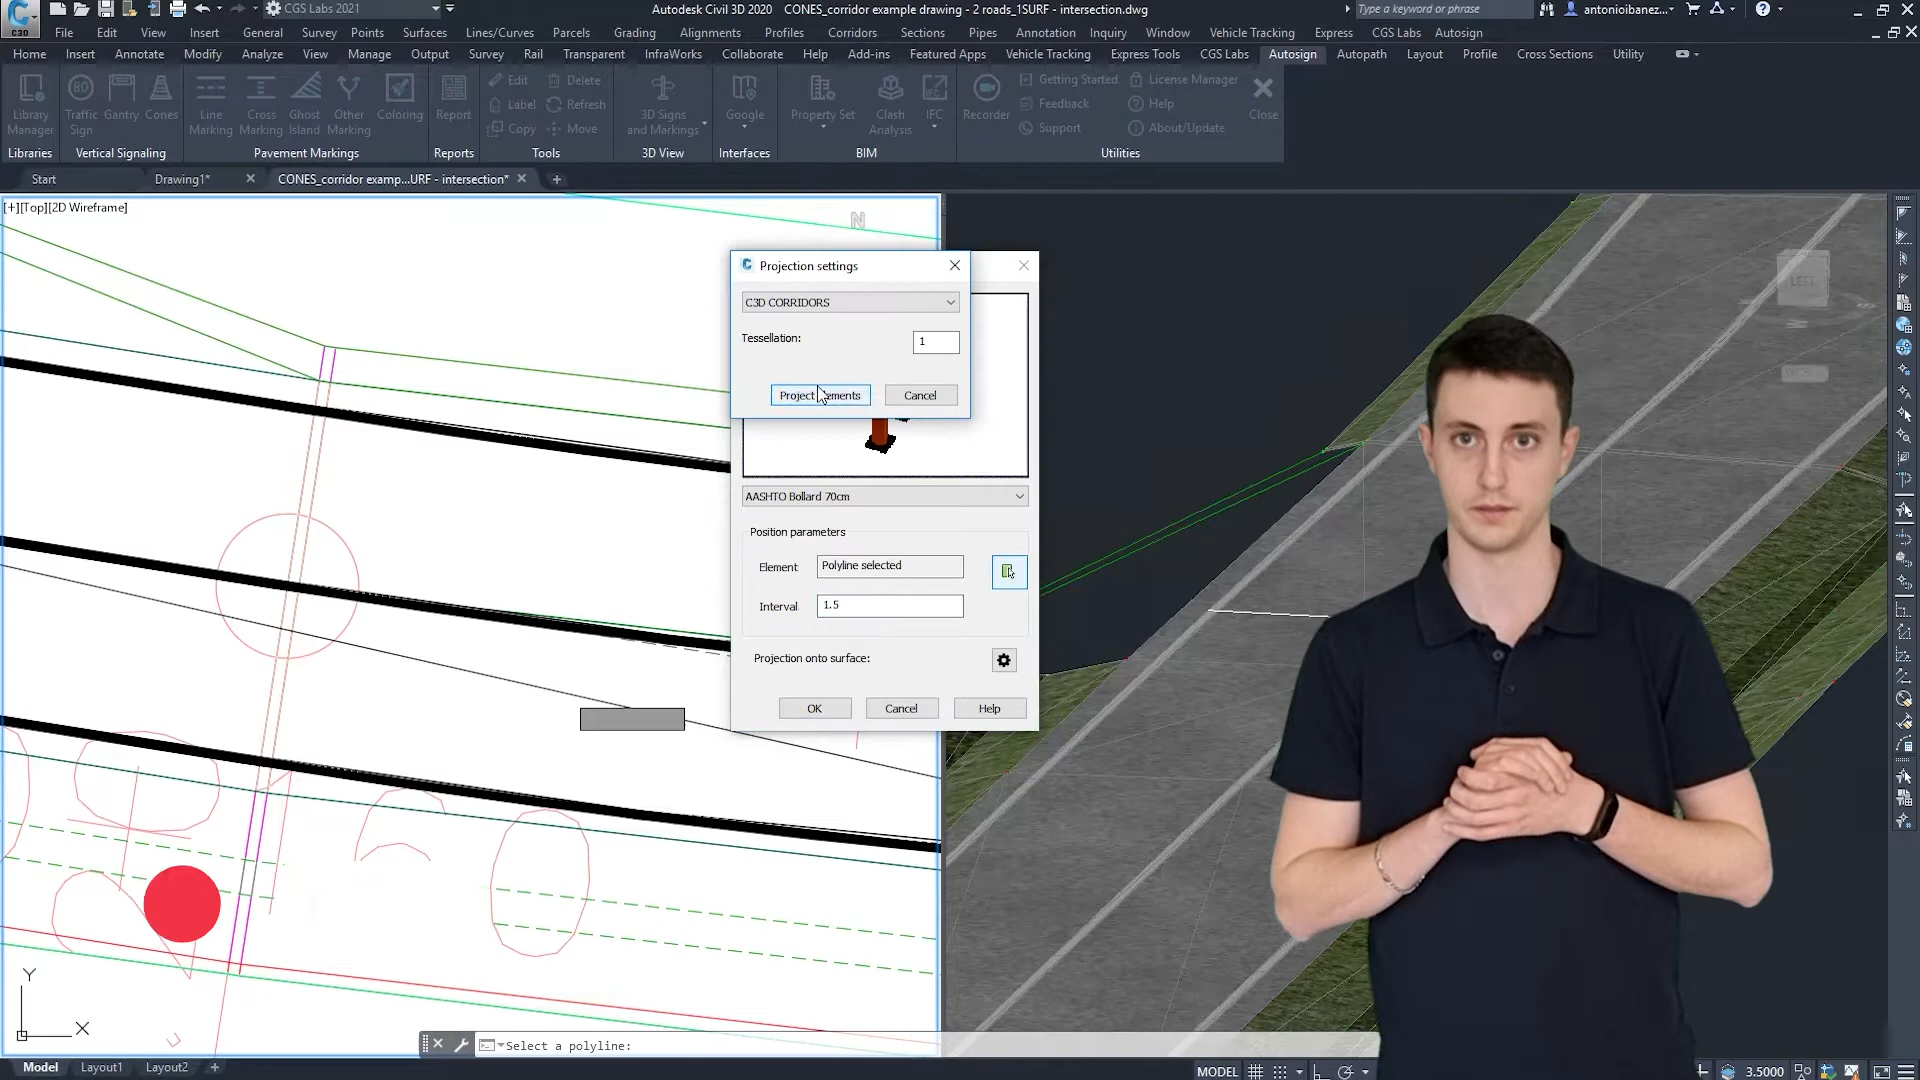 CGS Labs 2021
Autodesk Civil 3D 2020 CONES_corridor example drawing - 2 roads_1SURF - intersection.dwg
Type a keyword or phrase
antonioibanez...
C3D
File Edit View Insert General Survey Points Surfaces Lines/Curves Parcels Grading Alignments Profiles Corridors Sections Pipes Annotation Inquiry Window Vehicle Tracking Express CGS Labs Autosign
Home Insert Annotate Modify Analyze View Manage Output Survey Rail Transparent InfraWorks Collaborate Help Add-ins Featured Apps Vehicle Tracking Express Tools CGS Labs Autosign Autopath Layout Profile Cross Sections Utility
Edit Delete Getting Started License Manager
Label Refresh Feedback Help
Library Manager Traffic Sign Gantry Cones Line Marking Cross Marking Ghost Island Other Marking Coloring Report
3D Signs and Markings Google Property Set Clash Analysis IFC Recorder Close
Copy Move Support About/Update
Libraries Vertical Signaling Pavement Markings Reports Tools 3D View Interfaces BIM Utilities
Start Drawing1* CONES_corridor examp...URF - intersection*
[+][Top][2D Wireframe]
N
Projection settings
C3D CORRIDORS
Tessellation: 1
Cancel
AASHTO Bollard 70cm
Position parameters
Element Polyline selected
Interval 1.5
Projection onto surface:
OK Cancel Help
Y
X
Select a polyline:
Model Layout1 Layout2 +
MODEL
3.5000